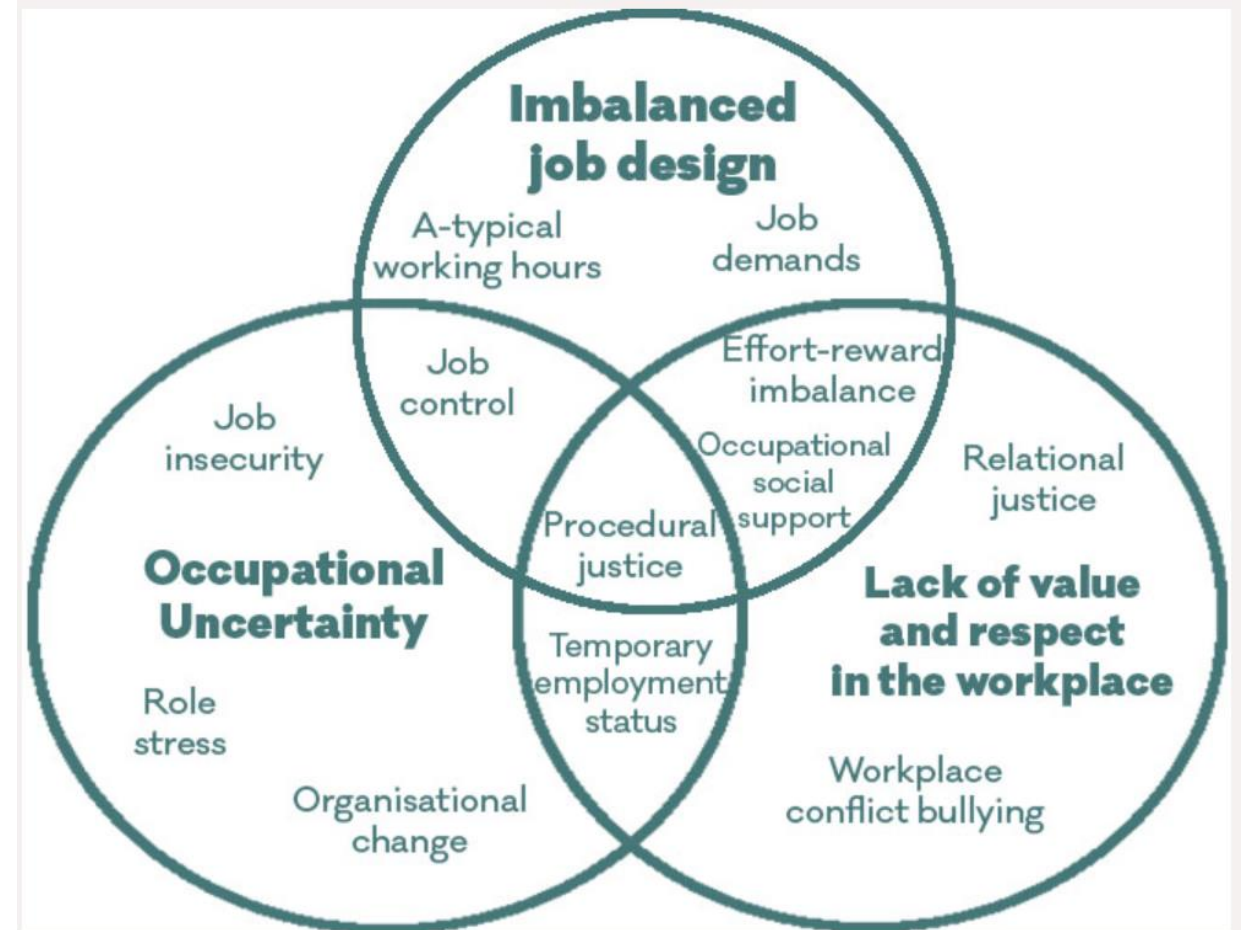 Imbalanced
job design
A-typical
working hours
Job
demands
Job
control
Effort-reward
imbalance
Occupational
social
support
Job
insecurity
Relational
justice
Procedural
justice
Occupational
Uncertainty
Lack of value
and respect
in the workplace
Temporary
employment
status
Role
stress
Organisational
change
Workplace
conflict bullying